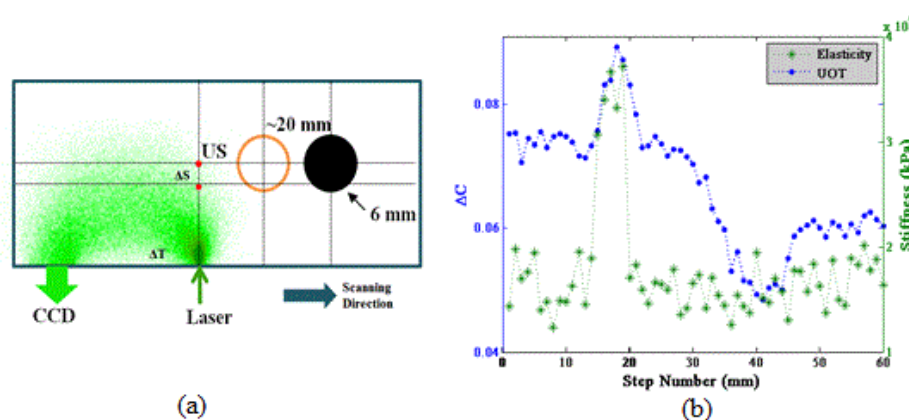 ~20 mm
US
ΔS
6 mm
ΔT
Scanning
Direction
CCD
Laser
(a)
Elasticity
UOT
4
0.08
3
ΔC
Stiffness (kPa)
0.06
2
0.04
1
0
10
20
30
40
50
60
Step Number (mm)
(b)